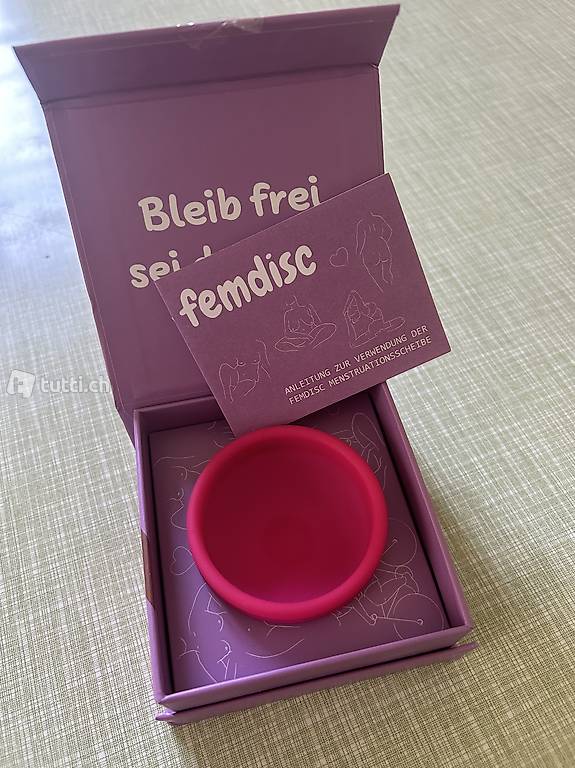 Bleib frei
sei
femdisc
ANLEITUNG ZUR VERWENDUNG DER
FEMDISC MENSTRUATIONSSCHEIBE
tutti.ch